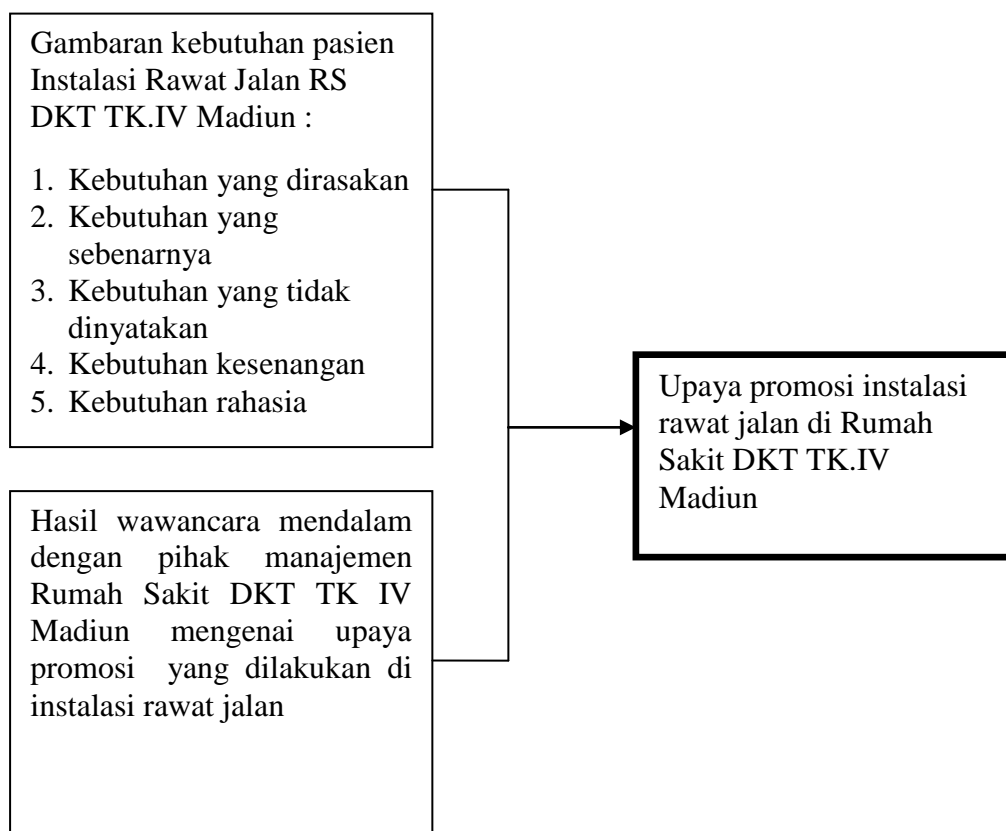 Gambaran kebutuhan pasien
Instalasi Rawat Jalan RS
DKT TK.IV Madiun :
1. Kebutuhan yang dirasakan
2. Kebutuhan yang
sebenarnya
3. Kebutuhan yang tidak
dinyatakan
4. Kebutuhan kesenangan
5. Kebutuhan rahasia
Hasil wawancara mendalam
dengan pihak manajemen
Rumah Sakit DKT TK IV
Madiun mengenai upaya
promosi yang dilakukan di
instalasi rawat jalan
Upaya promosi instalasi
rawat jalan di Rumah
Sakit DKT TK.IV
Madiun